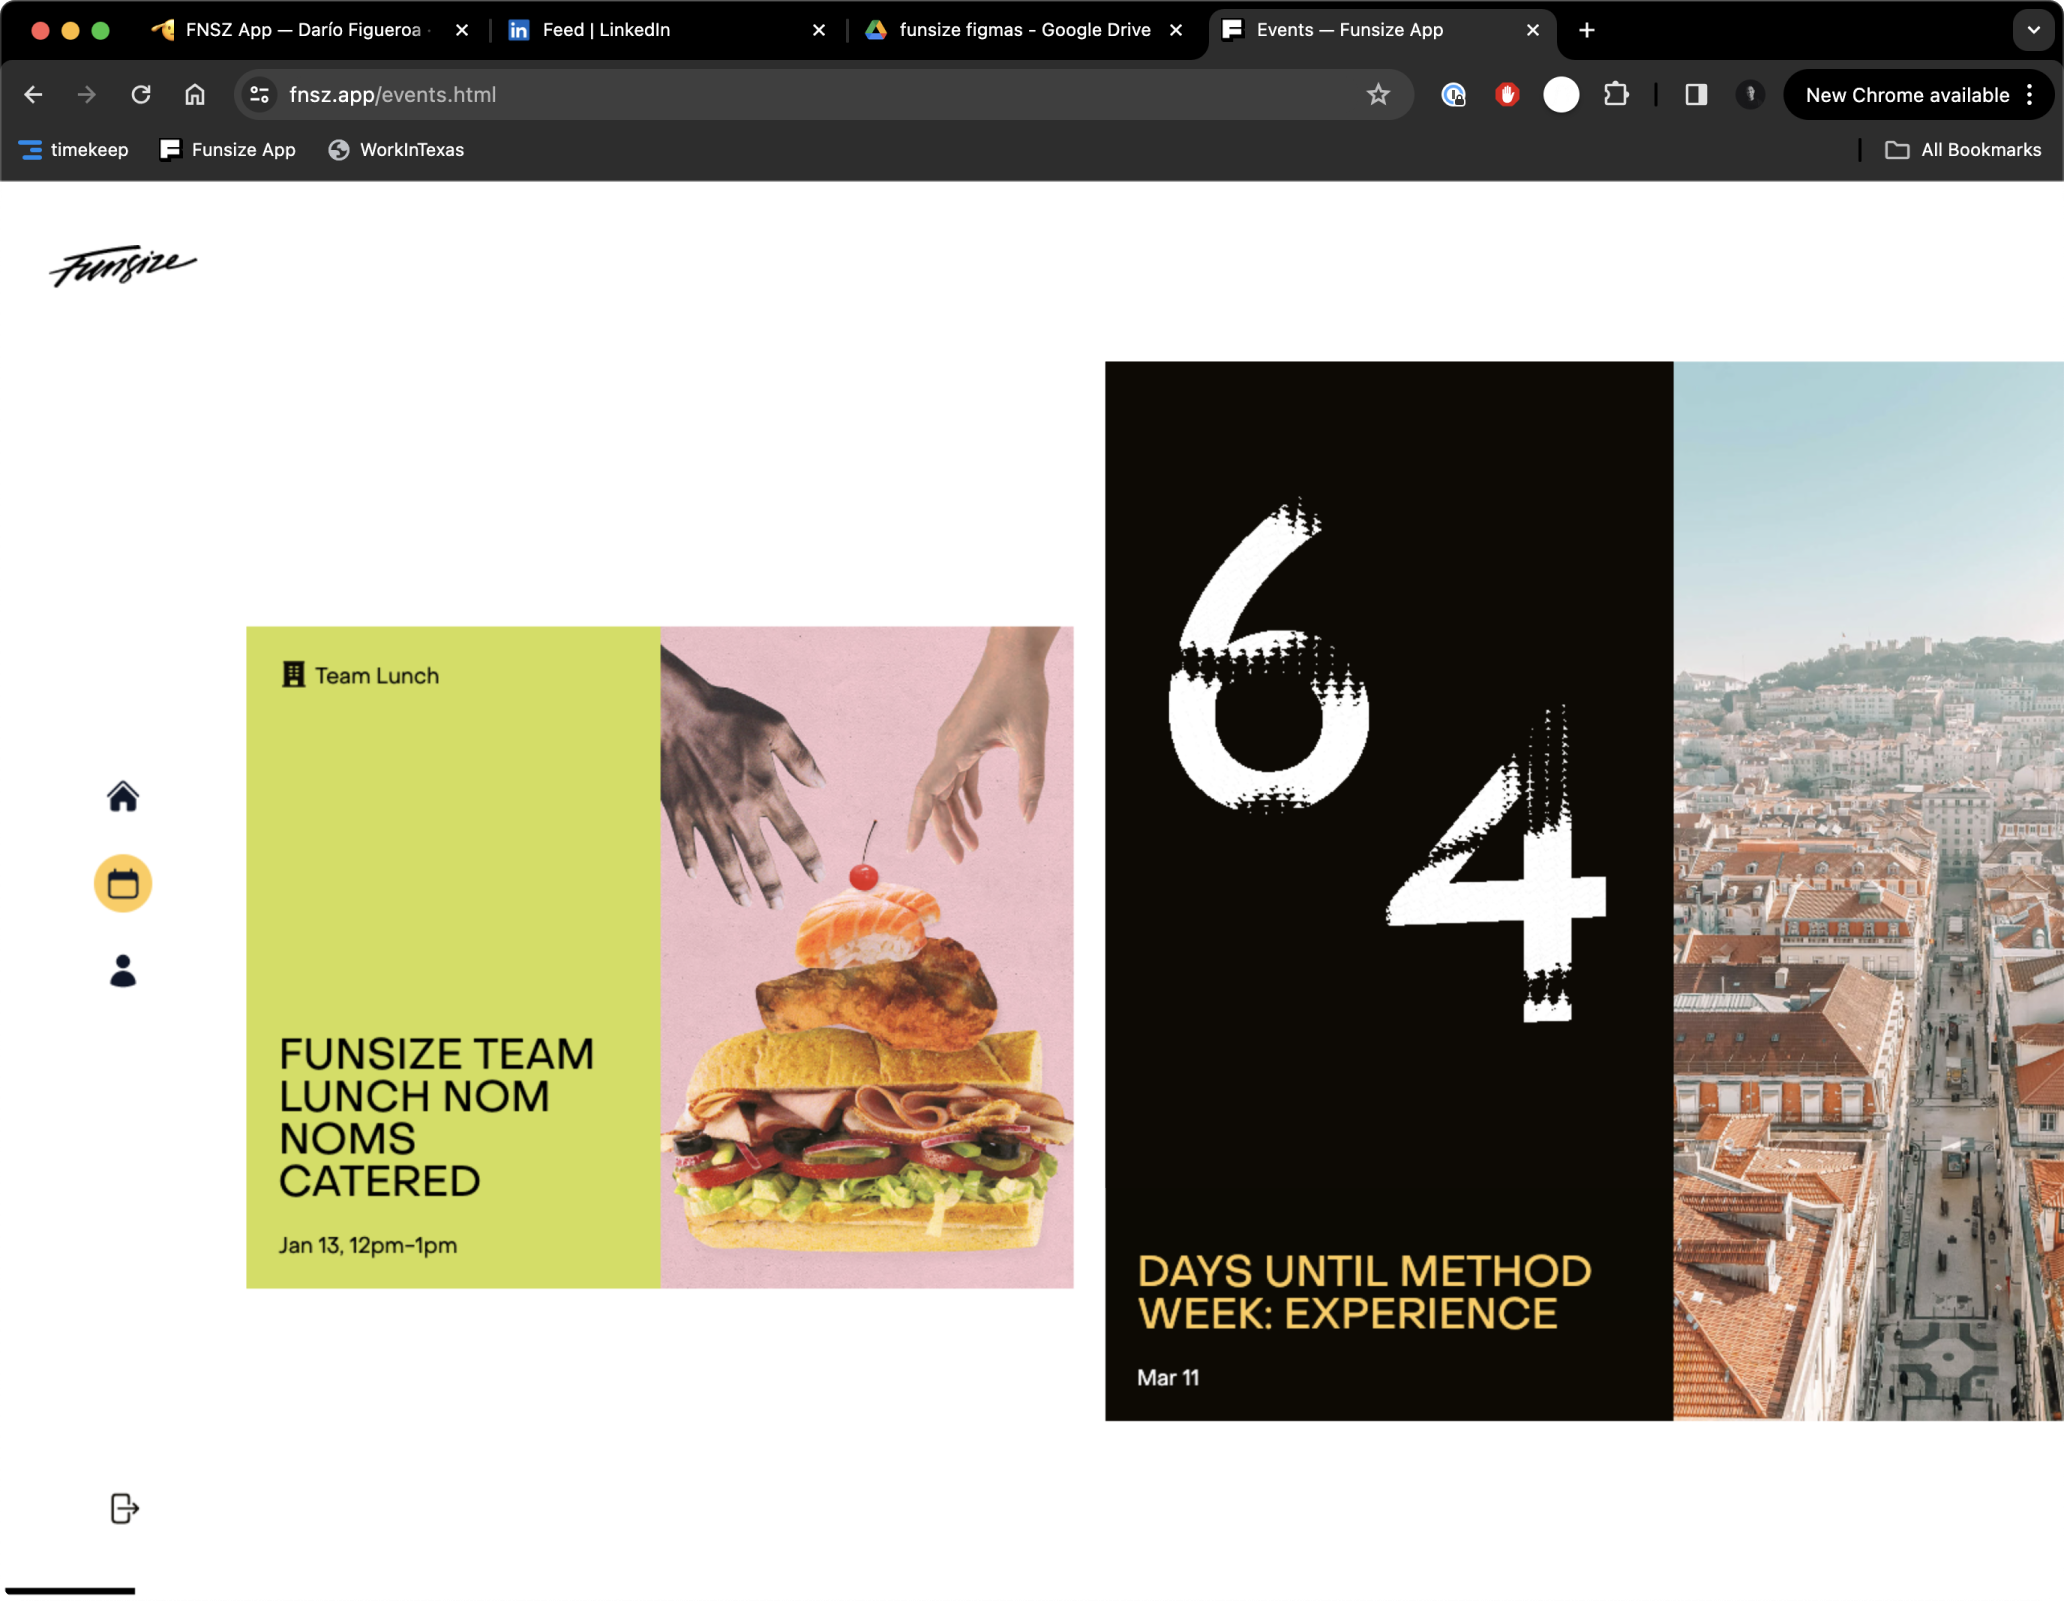 FNSZ App — Darío Figueroa
Feed | LinkedIn
funsize figmas - Google Drive
Events — Funsize App
fnsz.app/events.html
New Chrome available
timekeep
Funsize App
WorkInTexas
All Bookmarks
Funsize
Team Lunch
FUNSIZE TEAM
LUNCH NOM
NOMS
CATERED
Jan 13, 12pm–1pm
64
DAYS UNTIL METHOD
WEEK: EXPERIENCE
Mar 11